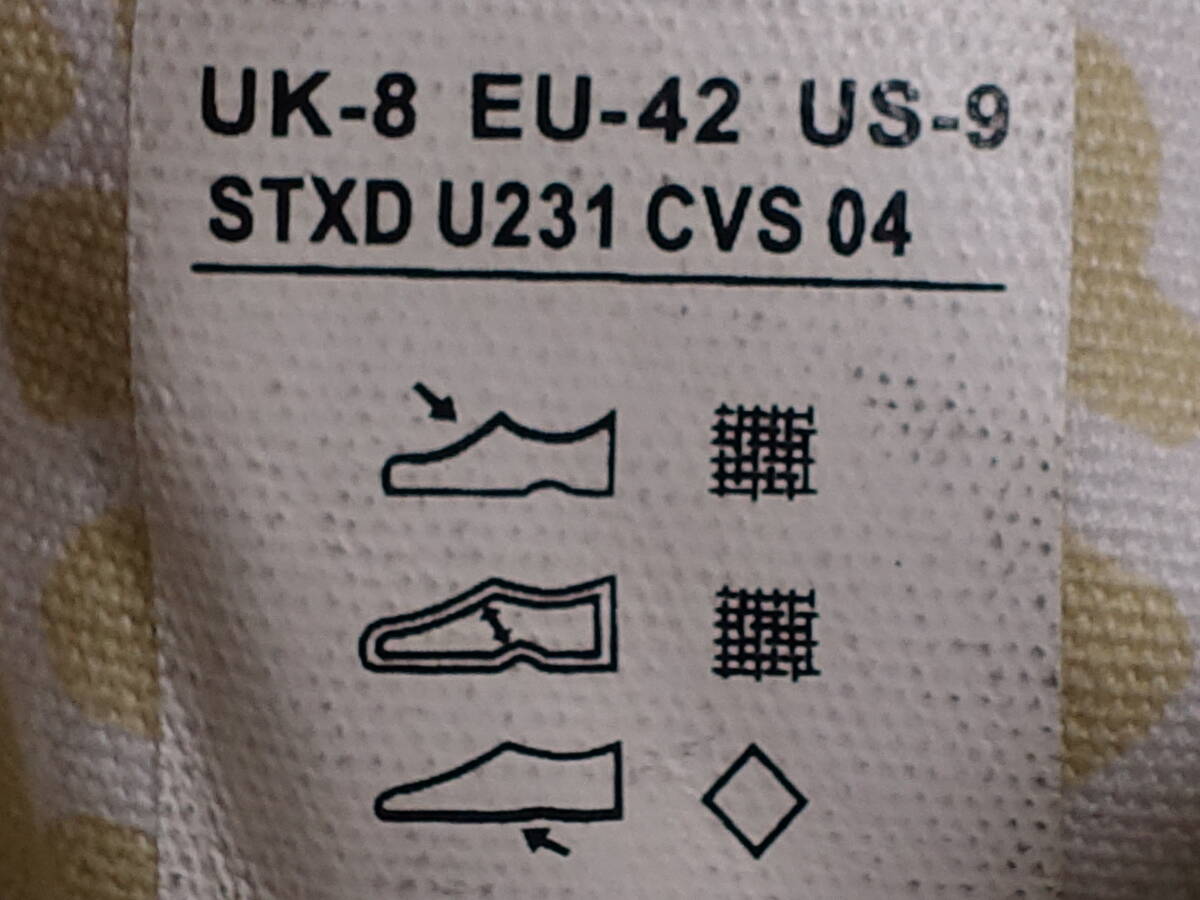 UK-8 EU-42 US-9
STXD U231 CVS 04